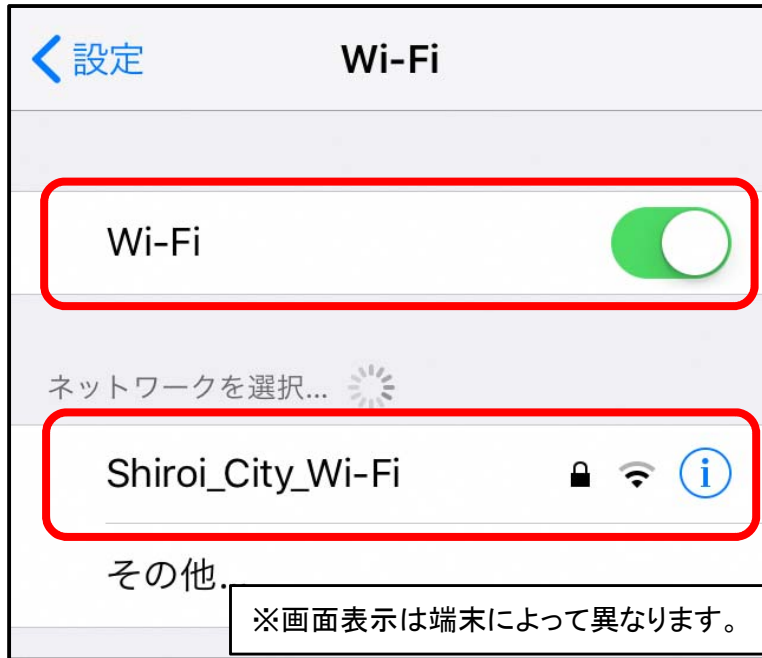 設定
Wi-Fi
Wi-Fi
ネットワークを選択...
Shiroi_City_Wi-Fi
その他...
※画面表示は端末によって異なります。